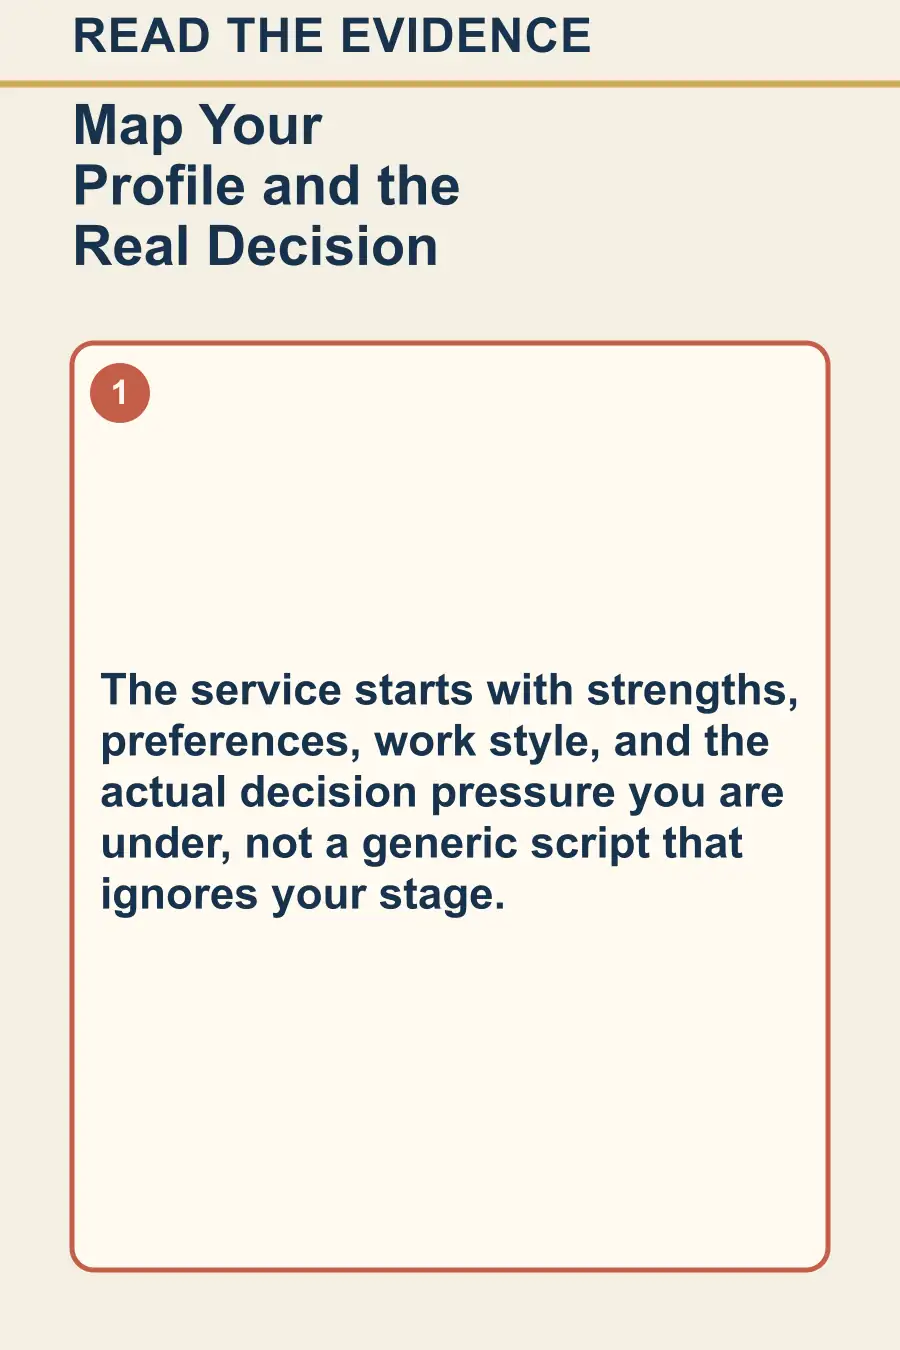 READ THE EVIDENCE
Map Your
Profile and the
Real Decision
1
The service starts with strengths,
preferences, work style, and the
actual decision pressure you are
under, not a generic script that
ignores your stage.